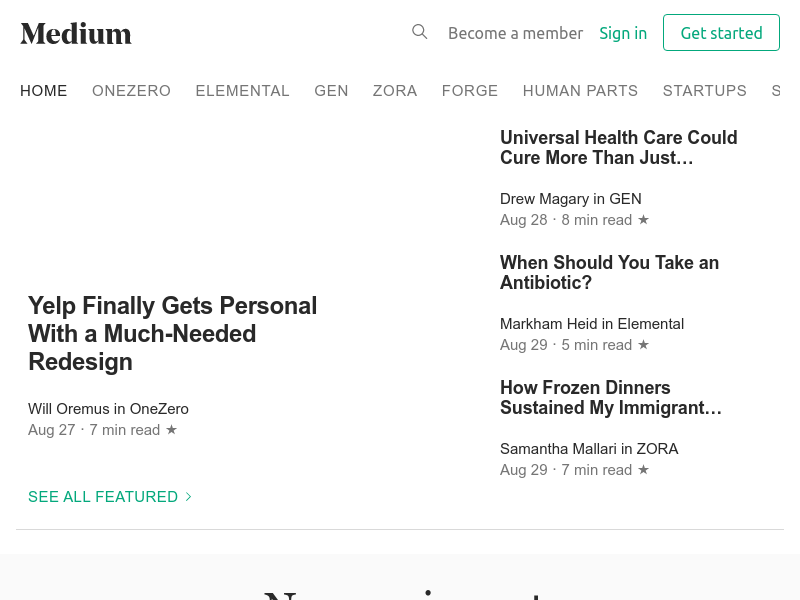 Medium
Become a member
Sign in
Get started
HOME
ONEZERO
ELEMENTAL
GEN
ZORA
FORGE
HUMAN PARTS
STARTUPS
S
Yelp Finally Gets Personal
With a Much-Needed
Redesign
Will Oremus in OneZero
Aug 27 · 7 min read ★
SEE ALL FEATURED
Universal Health Care Could
Cure More Than Just…
Drew Magary in GEN
Aug 28 · 8 min read ★
When Should You Take an
Antibiotic?
Markham Heid in Elemental
Aug 29 · 5 min read ★
How Frozen Dinners
Sustained My Immigrant…
Samantha Mallari in ZORA
Aug 29 · 7 min read ★